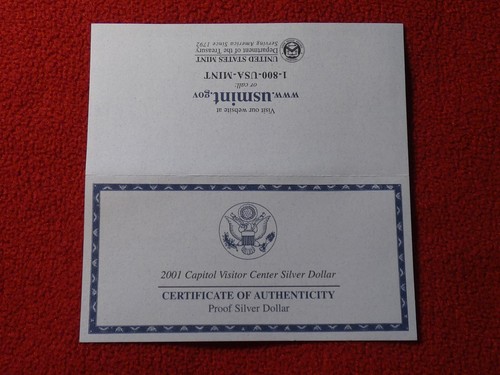 Visit our website at
www.usmint.gov
or call:
1-800-USA-MINT
UNITED STATES MINT
Department of the Treasury
Serving America Since 1792
2001 Capitol Visitor Center Silver Dollar
CERTIFICATE OF AUTHENTICITY
Proof Silver Dollar